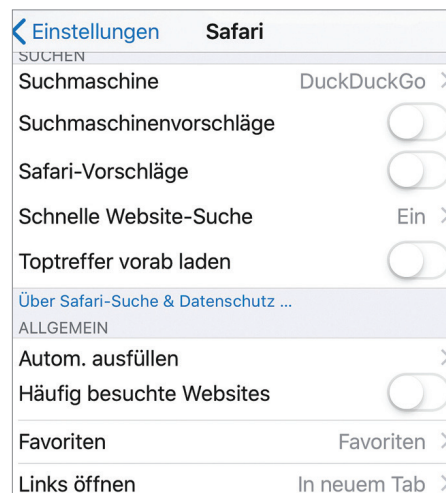 Einstellungen Safari
SUCHEN
Suchmaschine DuckDuckGo
Suchmaschinenvorschläge
Safari-Vorschläge
Schnelle Website-Suche Ein
Toptreffer vorab laden
Über Safari-Suche & Datenschutz ...
ALLGEMEIN
Autom. ausfüllen
Häufig besuchte Websites
Favoriten Favoriten
Links öffnen In neuem Tab